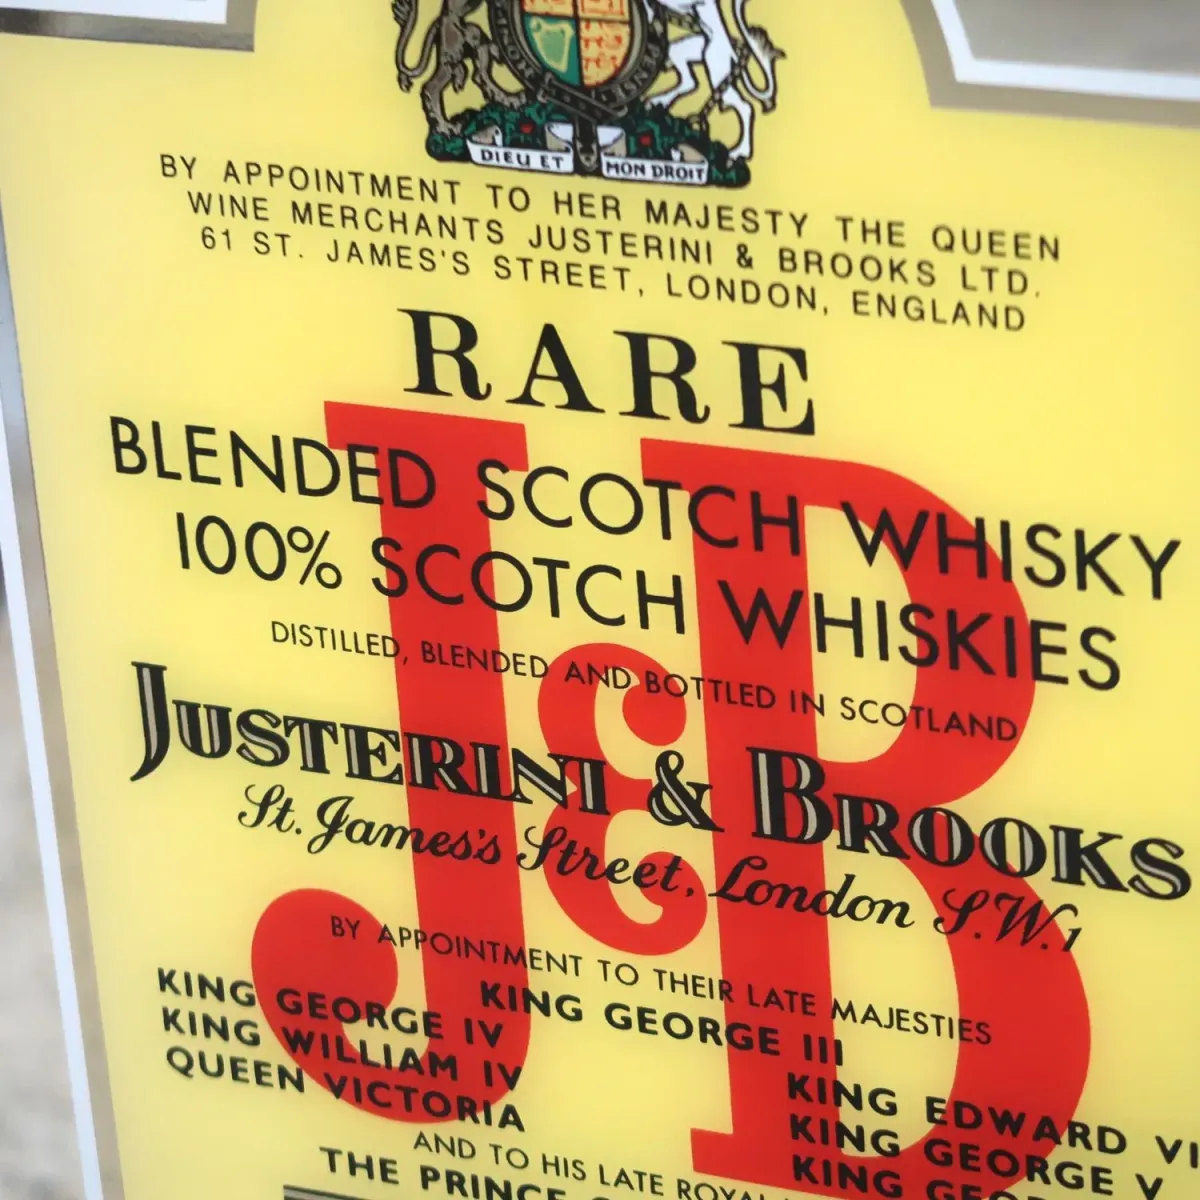 DIEU ET MON DROIT
BY APPOINTMENT TO HER MAJESTY THE QUEEN
WINE MERCHANTS JUSTERINI & BROOKS LTD.
61 ST. JAMES'S STREET, LONDON, ENGLAND
RARE
J&B
BLENDED SCOTCH WHISKY
100% SCOTCH WHISKIES
DISTILLED, BLENDED AND BOTTLED IN SCOTLAND
JUSTERINI & BROOKS
St. James's Street, London S.W.1
BY APPOINTMENT TO THEIR LATE MAJESTIES
KING GEORGE III
KING GEORGE IV
KING WILLIAM IV
QUEEN VICTORIA
KING EDWARD
KING GEORGE V
KING
AND TO HIS LATE
THE